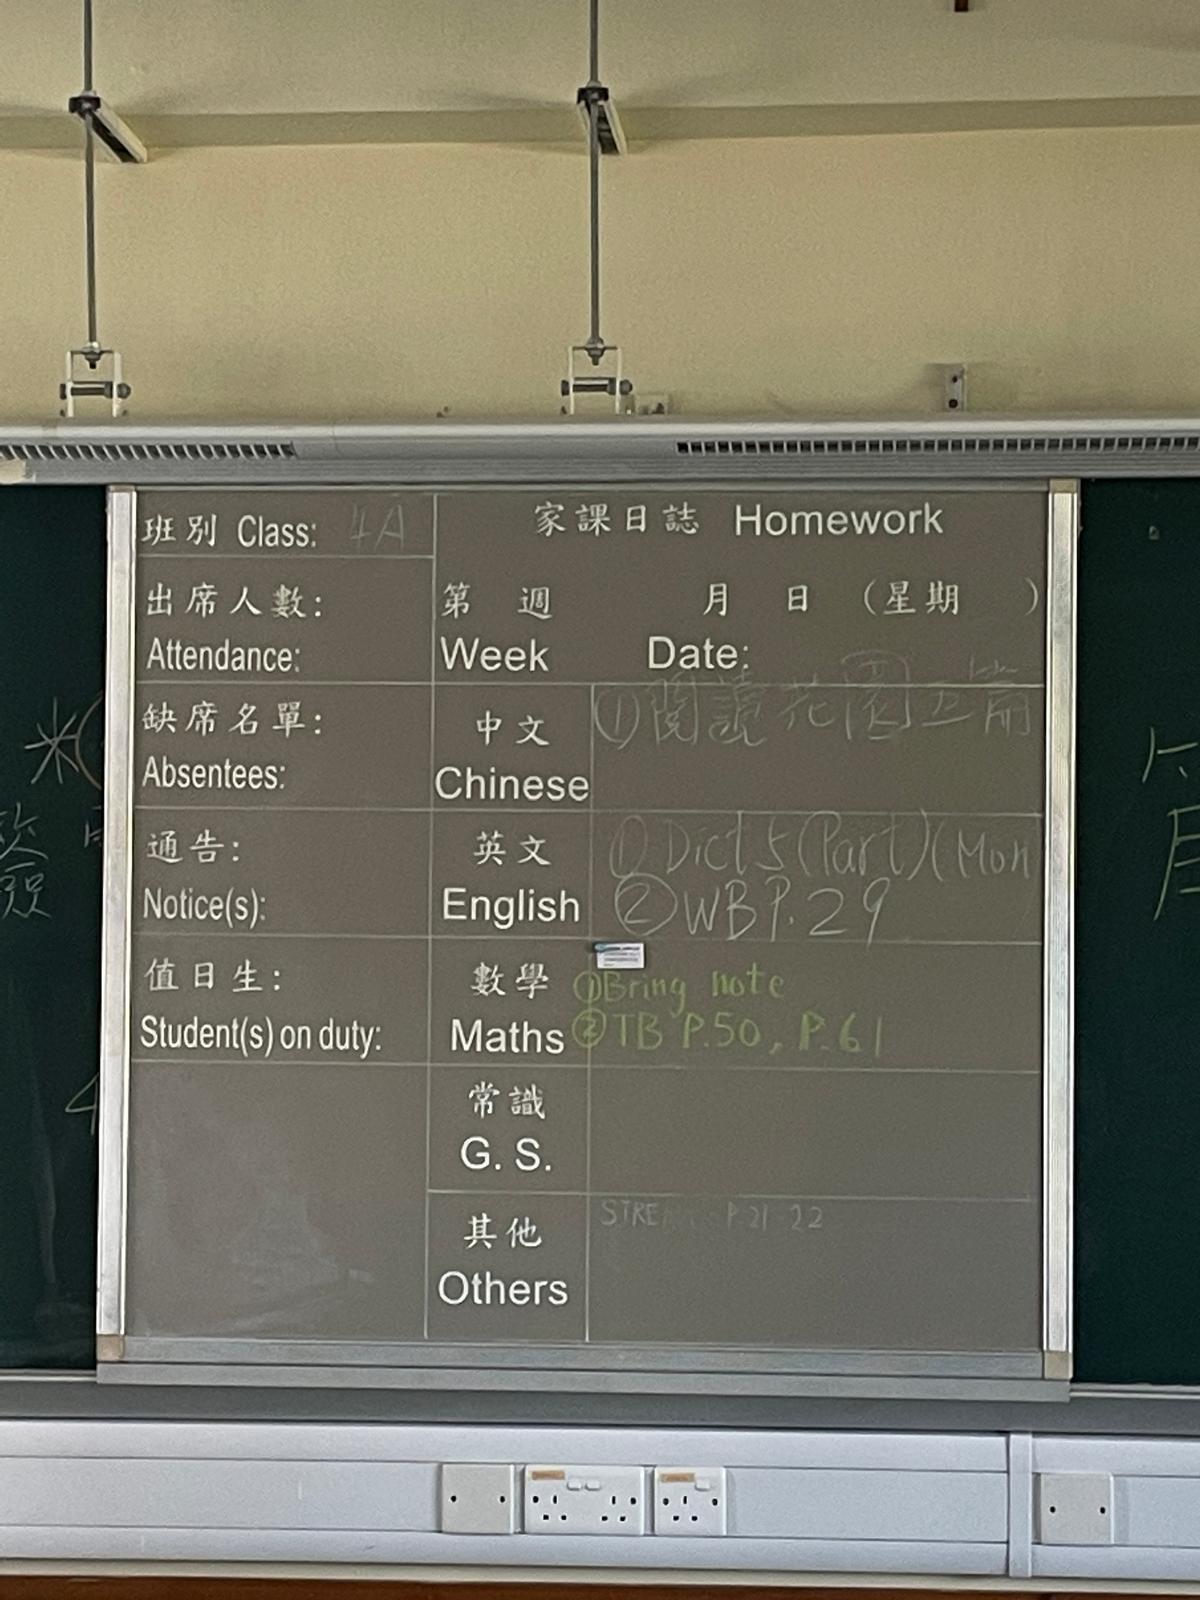 班別 Class: 4A
家課日誌 Homework
出席人數:
Attendance:
第 週 月 日 (星期 )
Week Date:
缺席名單:
Absentees:
中文
Chinese
①閱讀花園五篇
通告:
Notice(s):
英文
English
①Dict 5 (Part)(Mon
②WB P.29
值日生:
Student(s) on duty:
數學
Maths
①Bring note
②TB P.50, P.61
常識
G. S.
其他
Others
P.21-22